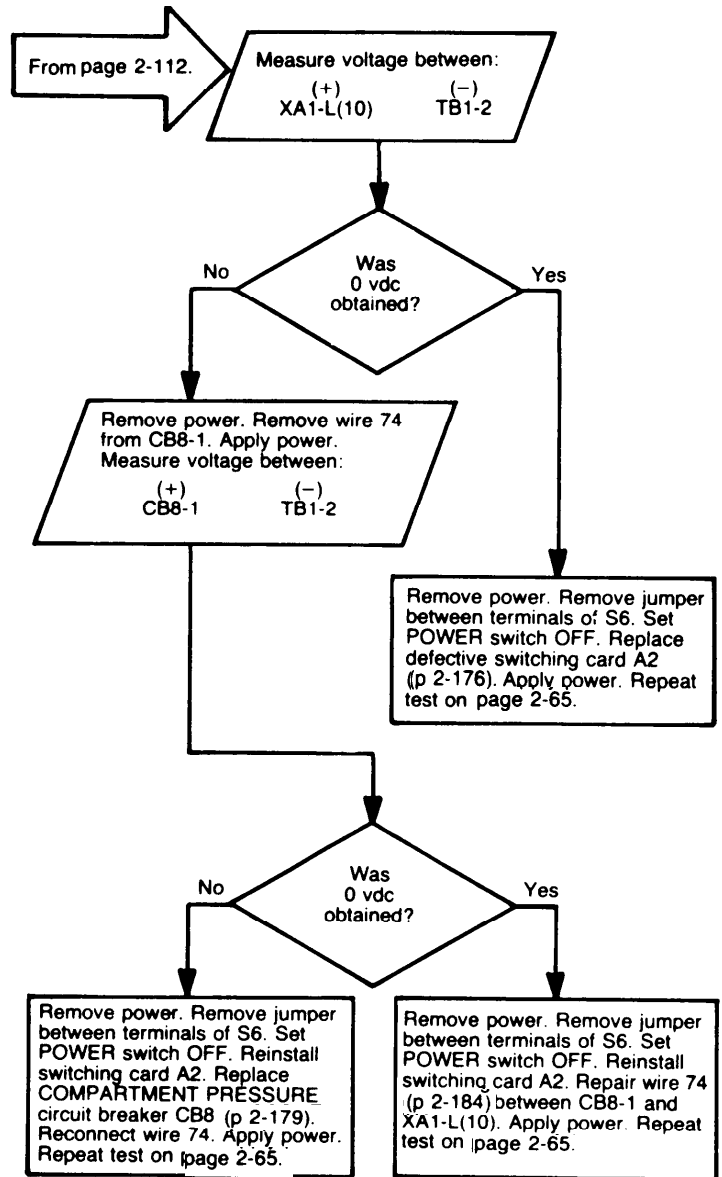 From page 2-112.
Measure voltage between:
(+) (−)
XA1-L(10) TB1-2
Was
0 vdc
obtained?
No
Yes
Remove power. Remove wire 74
from CB8-1. Apply power.
Measure voltage between:
(+) (−)
CB8-1 TB1-2
Remove power. Remove jumper
between terminals of S6. Set
POWER switch OFF. Replace
defective switching card A2
(p 2-176). Apply power. Repeat
test on page 2-65.
Was
0 vdc
obtained?
No
Yes
Remove power. Remove jumper
between terminals of S6. Set
POWER switch OFF. Reinstall
switching card A2. Replace
COMPARTMENT PRESSURE
circuit breaker CB8 (p 2-179).
Reconnect wire 74. Apply power.
Repeat test on page 2-65.
Remove power. Remove jumper
between terminals of S6. Set
POWER switch OFF. Reinstall
switching card A2. Repair wire 74
(p 2-184) between CB8-1 and
XA1-L(10). Apply power. Repeat
test on page 2-65.